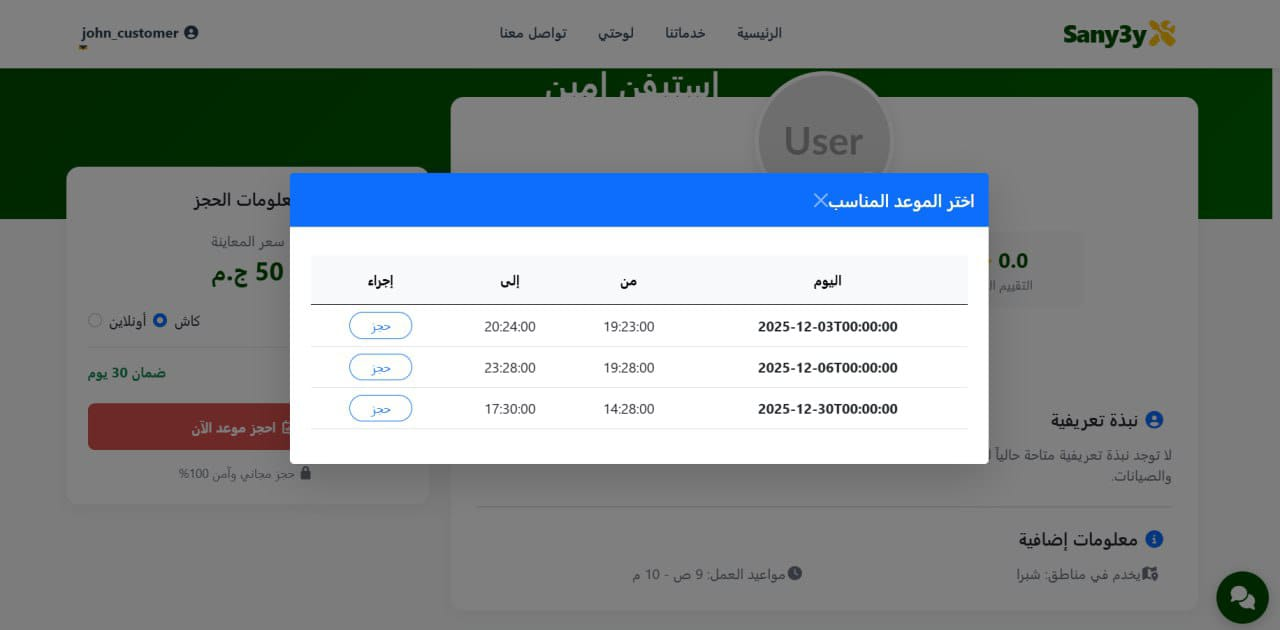 Sany3y
الرئيسية
خدماتنا
لوحتي
تواصل معنا
john_customer
إستيفن امين
User
0.0
التقييم
نبذة تعريفية
لا توجد نبذة تعريفية متاحة حالياً
والصيانات.
معلومات إضافية
يخدم في مناطق: شبرا
مواعيد العمل: 9 ص - 10 م
اختر الموعد المناسب
اليوم من إلى إجراء
2025-12-03T00:00:00 19:23:00 20:24:00 حجز
2025-12-06T00:00:00 19:28:00 23:28:00 حجز
2025-12-30T00:00:00 14:28:00 17:30:00 حجز
معلومات الحجز
سعر المعاينة
50 ج.م
كاش أونلاين
ضمان 30 يوم
احجز موعد الآن
حجز مجاني وآمن 100%